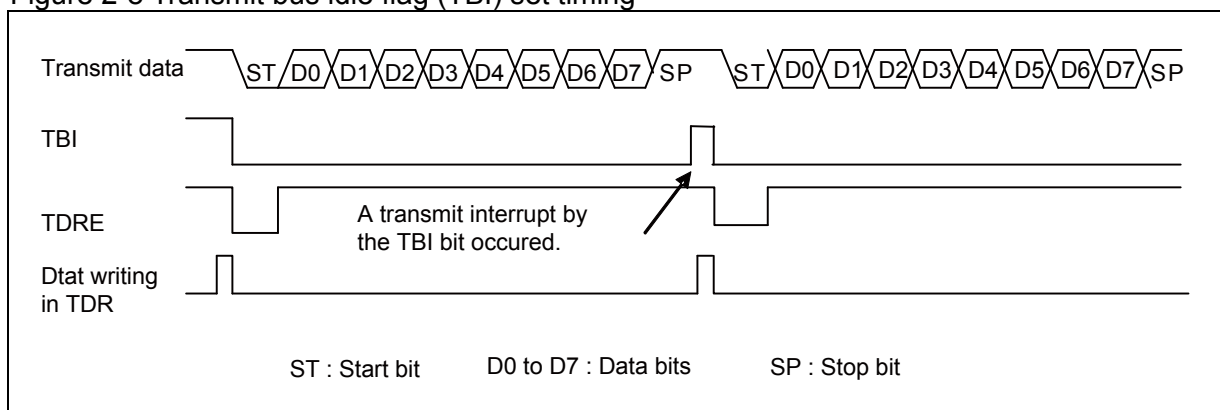 Figure 2-3 Transmit bus idle flag (TBI) set timing
Transmit data ST D0 D1 D2 D3 D4 D5 D6 D7 SP ST D0 D1 D2 D3 D4 D5 D6 D7 SP
TBI
TDRE
A transmit interrupt by
the TBI bit occured.
Dtat writing
in TDR
ST : Start bit D0 to D7 : Data bits SP : Stop bit